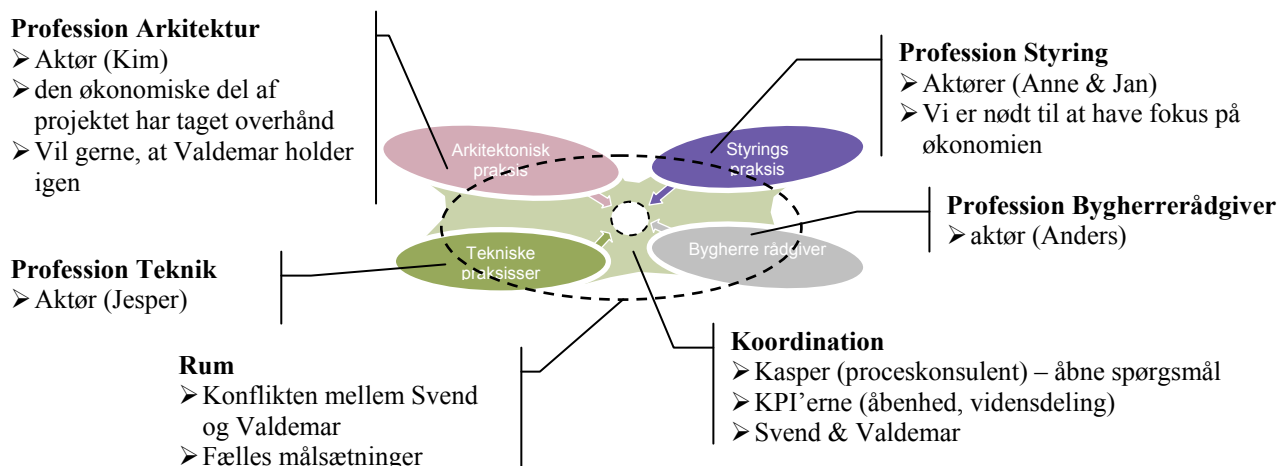 Profession Arkitektur
➢ Aktør (Kim)
➢ den økonomiske del af
projektet har taget overhånd
➢ Vil gerne, at Valdemar holder
igen
Profession Styring
➢ Aktører (Anne & Jan)
➢ Vi er nødt til at have fokus på
økonomien
Arkitektonisk
praksis
Styrings
praksis
Profession Bygherrerådgiver
➢ aktør (Anders)
Tekniske
praksisser
Bygherre rådgiver
Profession Teknik
➢ Aktør (Jesper)
Rum
➢ Konflikten mellem Svend
og Valdemar
➢ Fælles målsætninger
Koordination
➢ Kasper (proceskonsulent) – åbne spørgsmål
➢ KPI’erne (åbenhed, vidensdeling)
➢ Svend & Valdemar